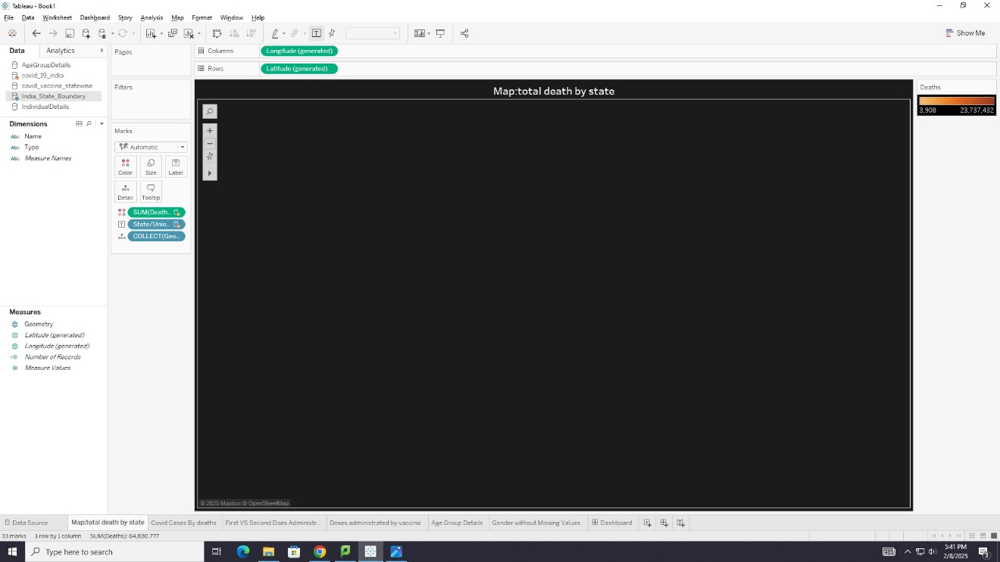 Tableau - Book1
File Data Worksheet Dashboard Story Analysis Map Format Window Help
Show Me
Data Analytics
AgeGroupDetails
covid_19_india
covid_vaccine_statewise
India_State_Boundary
IndividualDetails
Dimensions
Abc Name
Abc Type
Abc Measure Names
Measures
Geometry
Latitude (generated)
Longitude (generated)
Number of Records
Measure Values
Pages
Filters
Marks
Automatic
Color Size Label
Detail Tooltip
SUM(Death..
State/Unio..
COLLECT(Geo..
Columns Longitude (generated)
Rows Latitude (generated)
Map:total death by state
© 2025 Mapbox © OpenStreetMap
Deaths
3,908 23,737,432
Data Source Map:total death by state Covid Cases By deaths First VS Second Does Administr... Doses administrated by vaccine Age Group Details Gender without Missing Values Dashboard
33 marks 1 row by 1 column SUM(Deaths): 64,830,777
Type here to search
5:41 PM
2/8/2025
3